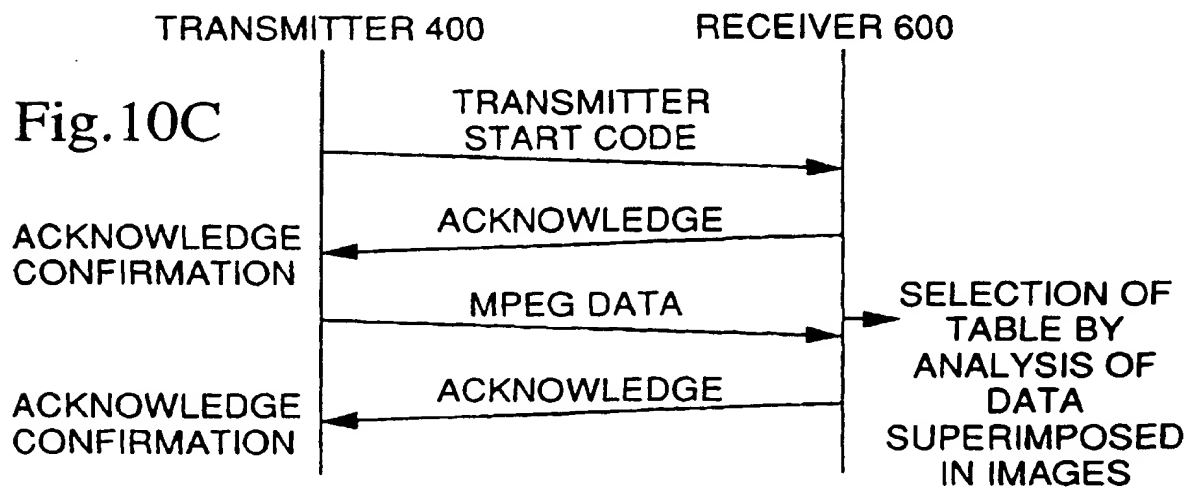 TRANSMITTER 400
RECEIVER 600
Fig.10C
TRANSMITTER
START CODE
ACKNOWLEDGE
ACKNOWLEDGE
CONFIRMATION
MPEG DATA
SELECTION OF
TABLE BY
ANALYSIS OF
DATA
SUPERIMPOSED
IN IMAGES
ACKNOWLEDGE
ACKNOWLEDGE
CONFIRMATION